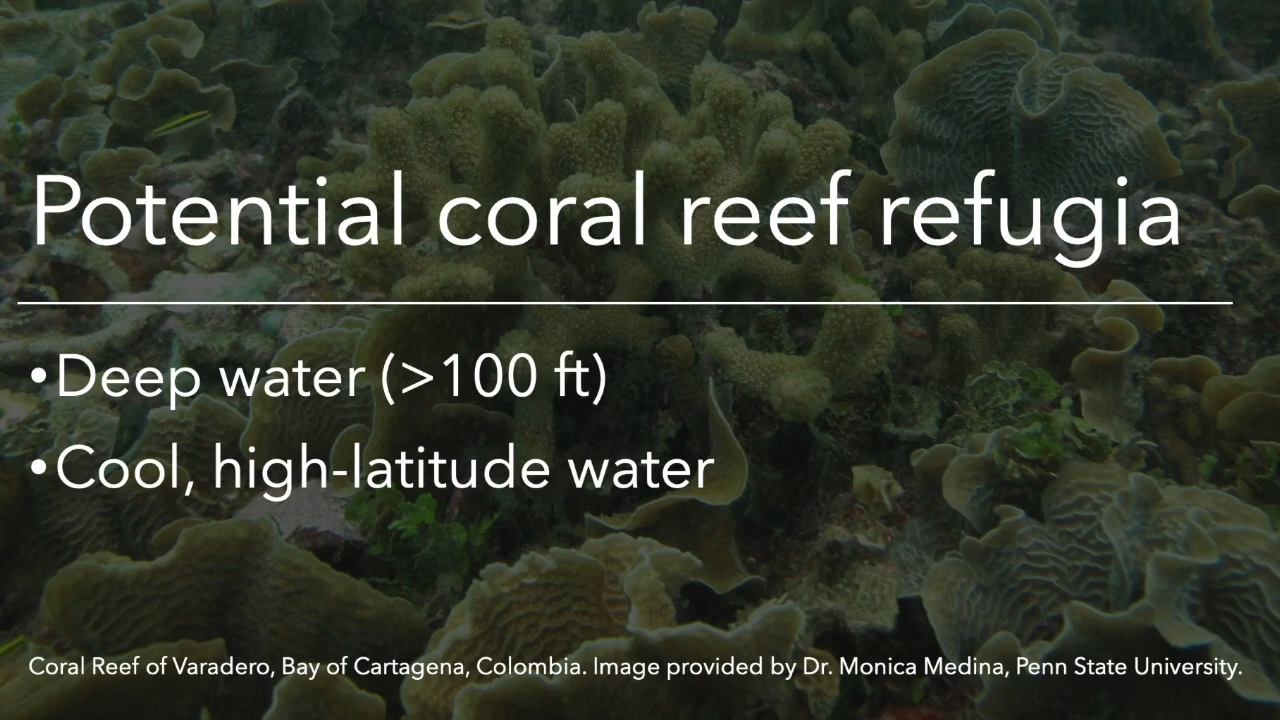 Potential coral reef refugia
•Deep water (>100 ft)
•Cool, high-latitude water
Coral Reef of Varadero, Bay of Cartagena, Colombia. Image provided by Dr. Monica Medina, Penn State University.